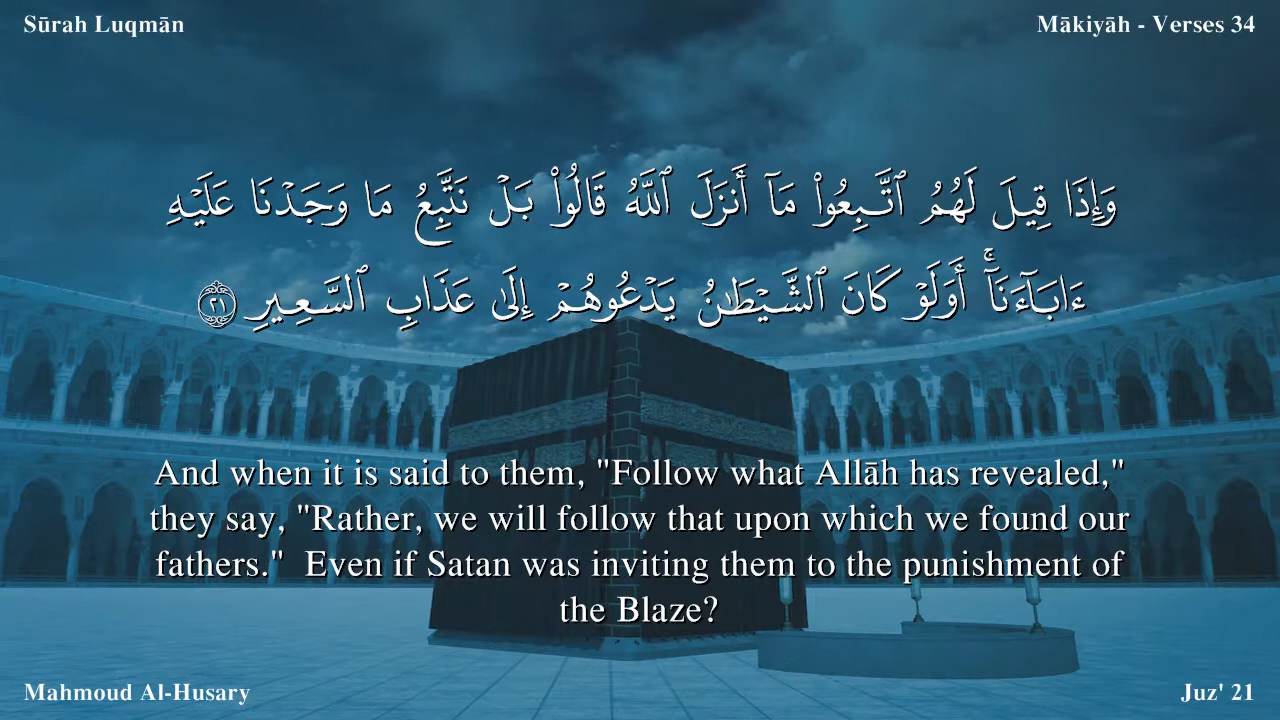 Sūrah Luqmān
Mākiyāh - Verses 34
وَإِذَا قِيلَ لَهُمُ ٱتَّبِعُوا۟ مَآ أَنزَلَ ٱللَّهُ قَالُوا۟ بَلْ نَتَّبِعُ مَا وَجَدْنَا عَلَيْهِ
ءَابَآءَنَآ ۚ أَوَلَوْ كَانَ ٱلشَّيْطَـٰنُ يَدْعُوهُمْ إِلَىٰ عَذَابِ ٱلسَّعِيرِ ٢١
And when it is said to them, "Follow what Allāh has revealed,"
they say, "Rather, we will follow that upon which we found our
fathers."  Even if Satan was inviting them to the punishment of
the Blaze?
Mahmoud Al-Husary
Juz' 21